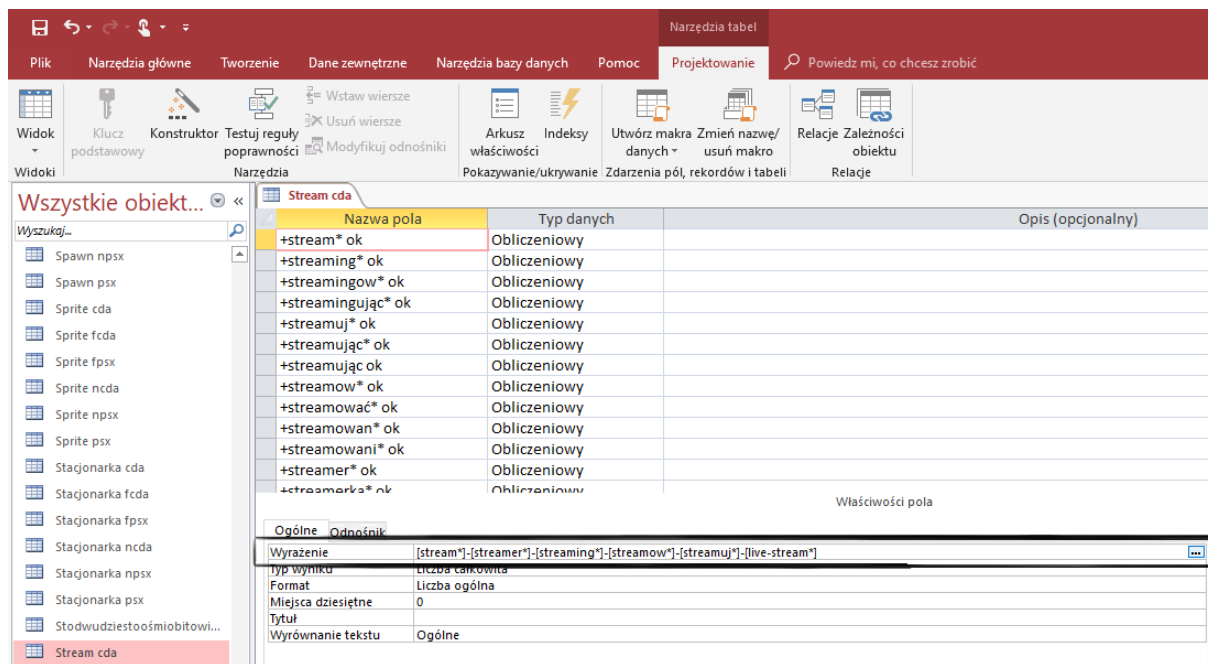 Narzędzia tabel
Plik Narzędzia główne Tworzenie Dane zewnętrzne Narzędzia bazy danych Pomoc Projektowanie Powiedz mi, co chcesz zrobić
Widok
Klucz podstawowy
Konstruktor
Testuj reguły poprawności
Wstaw wiersze
Usuń wiersze
Modyfikuj odnośniki
Arkusz właściwości
Indeksy
Utwórz makra danych
Zmień nazwę/ usuń makro
Relacje
Zależności obiektu
Widoki Narzędzia Pokazywanie/ukrywanie Zdarzenia pól, rekordów i tabeli Relacje
Wszystkie obiekt... «
Wyszukaj...
Spawn npsx
Spawn psx
Sprite cda
Sprite fcda
Sprite fpsx
Sprite ncda
Sprite npsx
Sprite psx
Stacjonarka cda
Stacjonarka fcda
Stacjonarka fpsx
Stacjonarka ncda
Stacjonarka npsx
Stacjonarka psx
Stodwudziestoośmiobitowi...
Stream cda
Stream cda
Nazwa pola Typ danych Opis (opcjonalny)
+stream* ok Obliczeniowy
+streaming* ok Obliczeniowy
+streamingow* ok Obliczeniowy
+streamingując* ok Obliczeniowy
+streamuj* ok Obliczeniowy
+streamując* ok Obliczeniowy
+streamując ok Obliczeniowy
+streamow* ok Obliczeniowy
+streamować* ok Obliczeniowy
+streamowan* ok Obliczeniowy
+streamowani* ok Obliczeniowy
+streamer* ok Obliczeniowy
+streamerka* ok Obliczeniowy
Właściwości pola
Ogólne Odnośnik
Wyrażenie [stream*]-[streamer*]-[streaming*]-[streamow*]-[streamuj*]-[live-stream*] ...
Typ wyniku Liczba całkowita
Format Liczba ogólna
Miejsca dziesiętne 0
Tytuł
Wyrównanie tekstu Ogólne